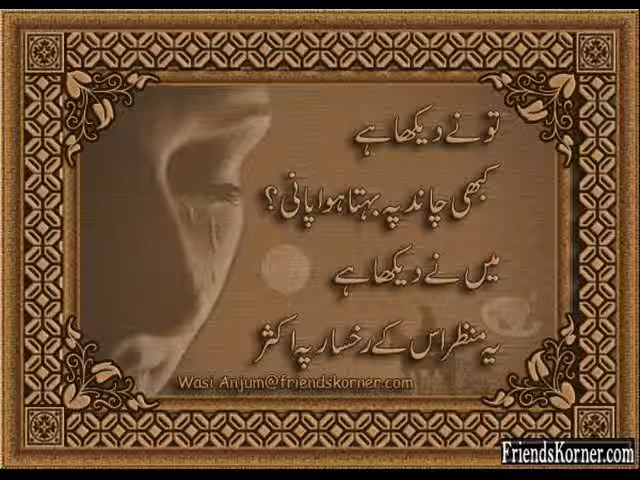 تو نے دیکھا ہے
کبھی چاند پہ بہتا ہوا پانی؟
میں نے دیکھا ہے
یہ منظر اس کے رخسار پہ اکثر
Wasi Anjum@friendskorner.com
FriendsKorner.com